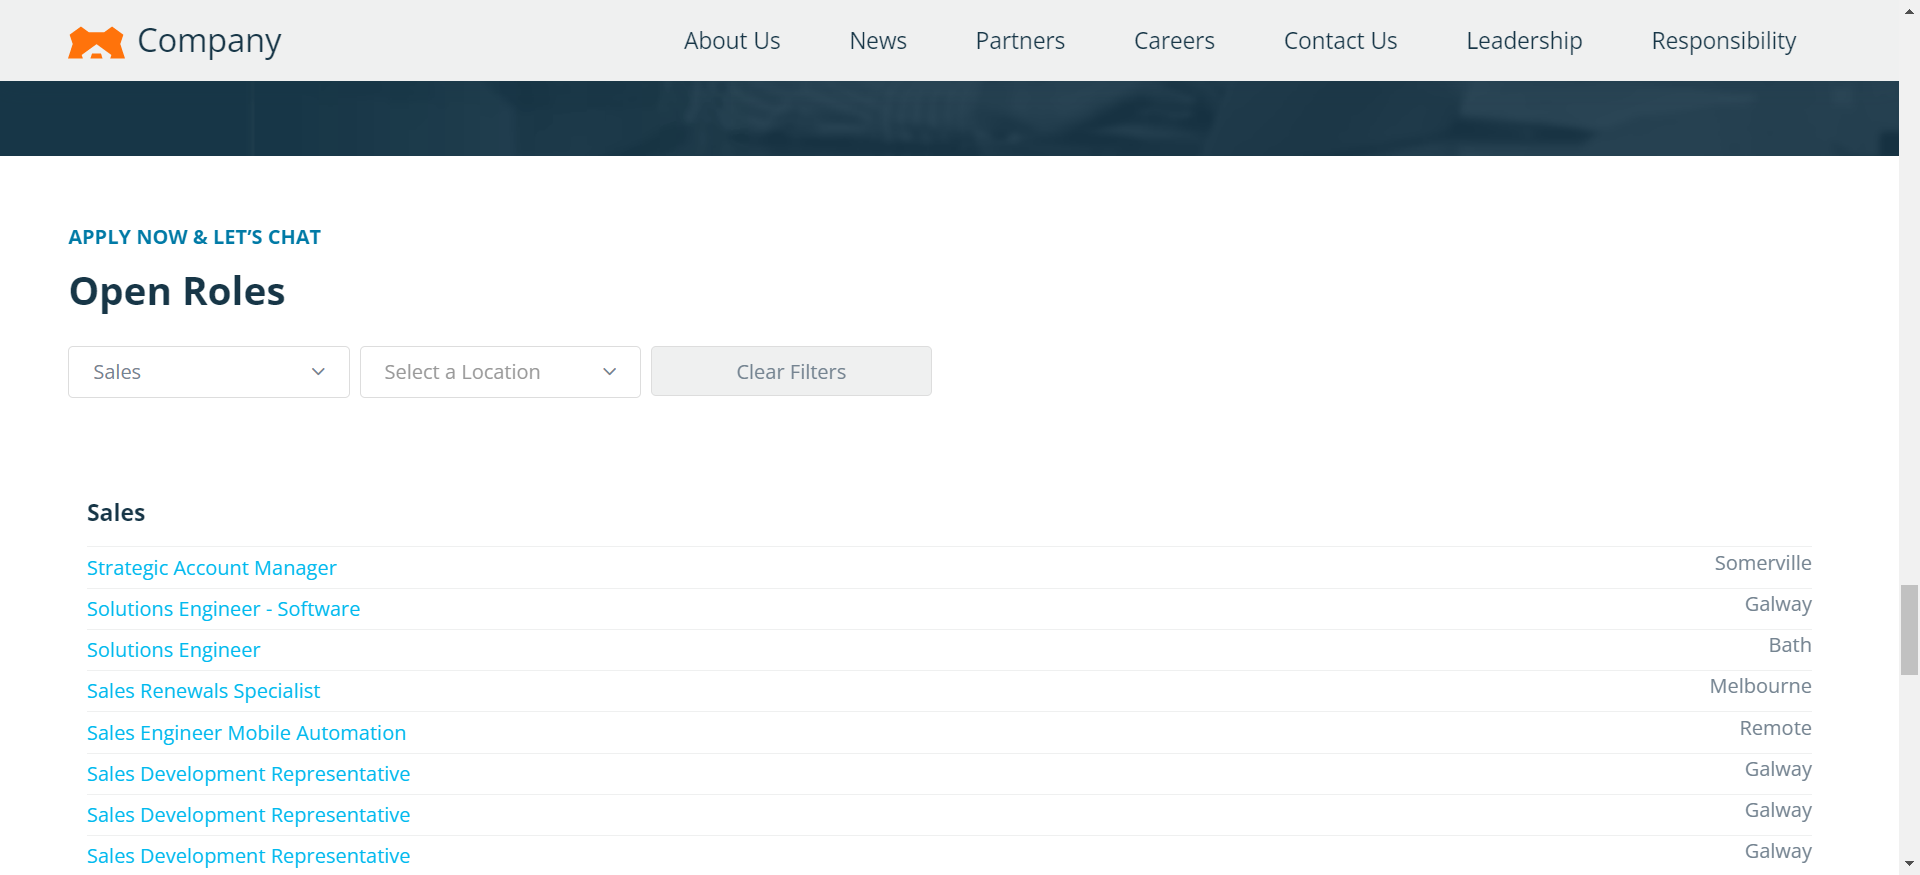 Company About Us News Partners Careers Contact Us Leadership Responsibility
APPLY NOW & LET’S CHAT
Open Roles
Sales Select a Location Clear Filters
Sales
Strategic Account Manager Somerville
Solutions Engineer - Software Galway
Solutions Engineer Bath
Sales Renewals Specialist Melbourne
Sales Engineer Mobile Automation Remote
Sales Development Representative Galway
Sales Development Representative Galway
Sales Development Representative Galway